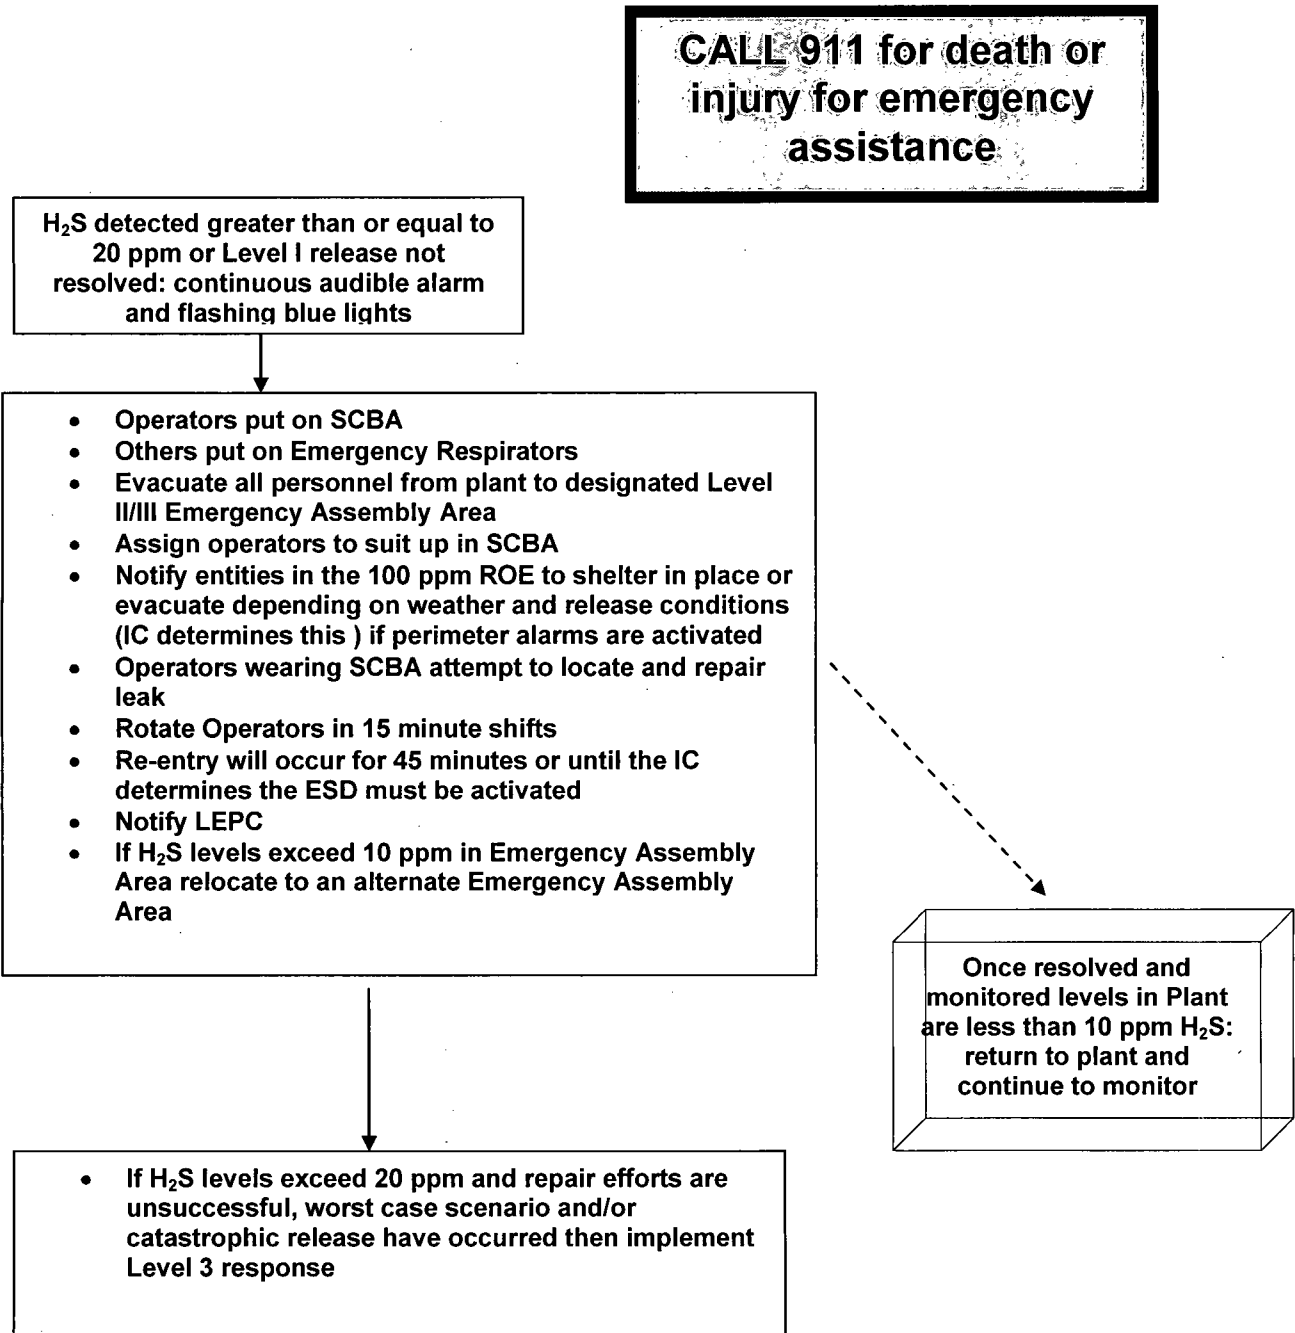 CALL 911 for death or
injury for emergency
assistance
H₂S detected greater than or equal to
20 ppm or Level I release not
resolved: continuous audible alarm
and flashing blue lights
• Operators put on SCBA
• Others put on Emergency Respirators
• Evacuate all personnel from plant to designated Level
II/III Emergency Assembly Area
• Assign operators to suit up in SCBA
• Notify entities in the 100 ppm ROE to shelter in place or
evacuate depending on weather and release conditions
(IC determines this ) if perimeter alarms are activated
• Operators wearing SCBA attempt to locate and repair
leak
• Rotate Operators in 15 minute shifts
• Re-entry will occur for 45 minutes or until the IC
determines the ESD must be activated
• Notify LEPC
• If H₂S levels exceed 10 ppm in Emergency Assembly
Area relocate to an alternate Emergency Assembly
Area
Once resolved and
monitored levels in Plant
are less than 10 ppm H₂S:
return to plant and
continue to monitor
• If H₂S levels exceed 20 ppm and repair efforts are
unsuccessful, worst case scenario and/or
catastrophic release have occurred then implement
Level 3 response